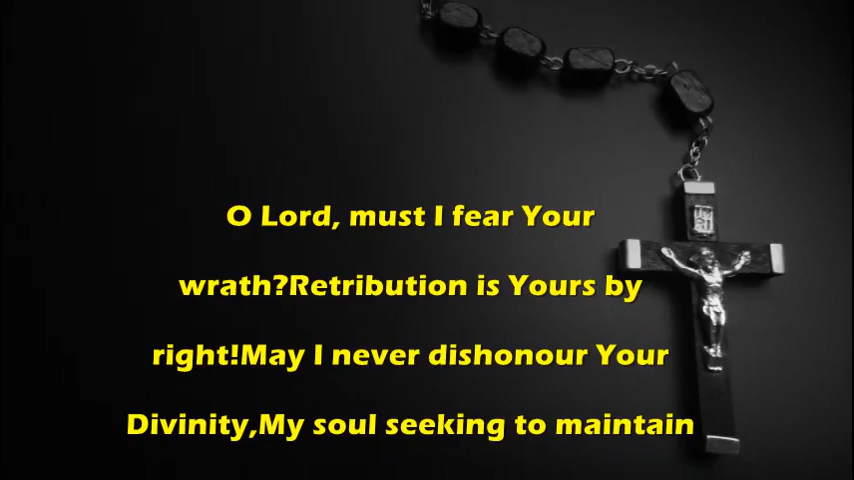 O Lord, must I fear Your
wrath?Retribution is Yours by
right!May I never dishonour Your
Divinity,My soul seeking to maintain